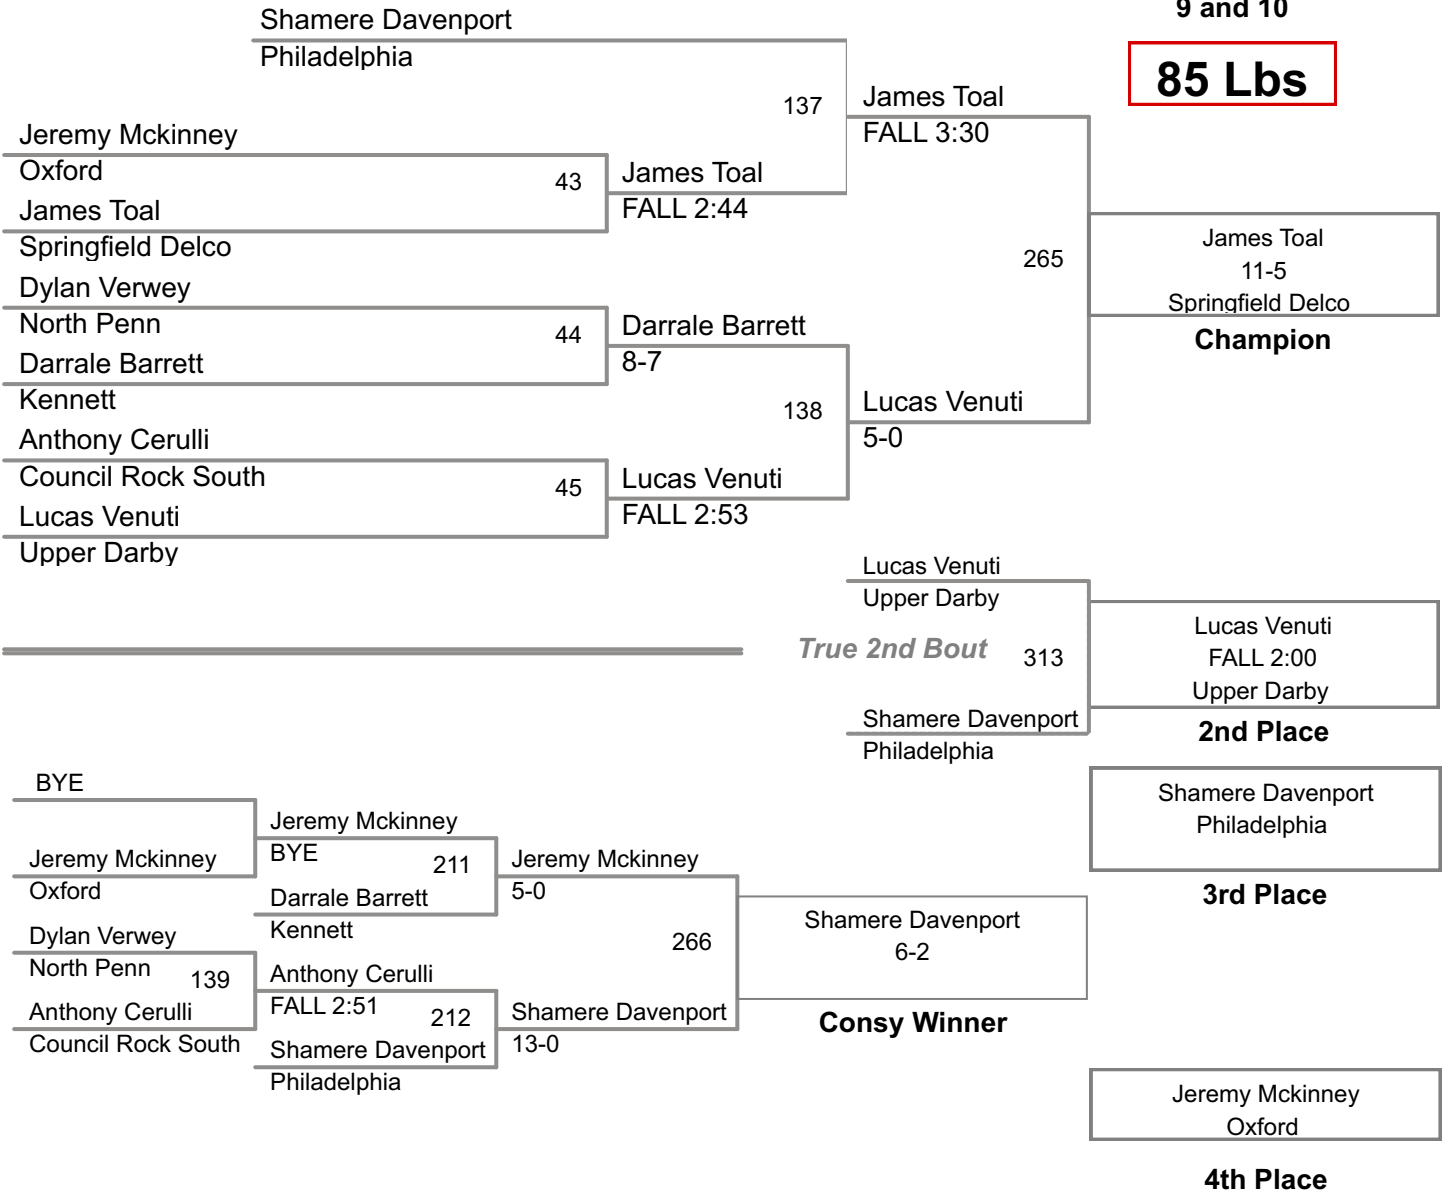 9 and 10
85 Lbs
Shamere Davenport
Philadelphia
137
James Toal
FALL 3:30
Jeremy Mckinney
Oxford
43
James Toal
FALL 2:44
James Toal
Springfield Delco
265
James Toal
11-5
Springfield Delco
Champion
Dylan Verwey
North Penn
44
Darrale Barrett
8-7
Darrale Barrett
Kennett
138
Lucas Venuti
5-0
Anthony Cerulli
Council Rock South
45
Lucas Venuti
FALL 2:53
Lucas Venuti
Upper Darby
Lucas Venuti
Upper Darby
True 2nd Bout
313
Lucas Venuti
FALL 2:00
Upper Darby
2nd Place
Shamere Davenport
Philadelphia
Shamere Davenport
Philadelphia
3rd Place
BYE
Jeremy Mckinney
BYE
211
Jeremy Mckinney
Oxford
Jeremy Mckinney
5-0
Darrale Barrett
Kennett
266
Shamere Davenport
6-2
Consy Winner
Dylan Verwey
North Penn
139
Anthony Cerulli
FALL 2:51
212
Anthony Cerulli
Council Rock South
Shamere Davenport
13-0
Shamere Davenport
Philadelphia
Jeremy Mckinney
Oxford
4th Place